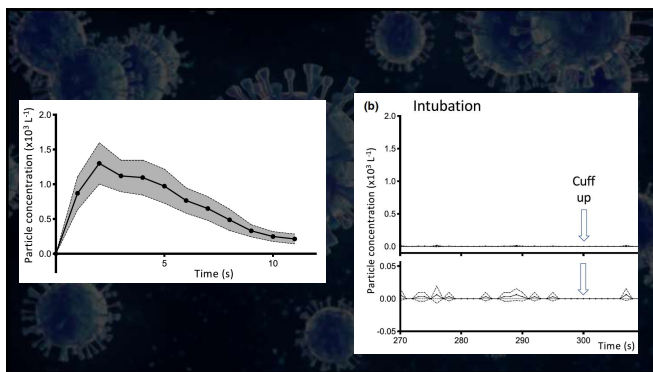 Particle concentration (x10³ L⁻¹)
2.0
1.5
1.0
0.5
0.0
5
10
Time (s)
(b) Intubation
Particle concentration (x10³ L⁻¹)
2.0
1.5
1.0
0.5
0.0
Cuff
up
0.05
0.00
-0.05
270
280
290
300
Time (s)